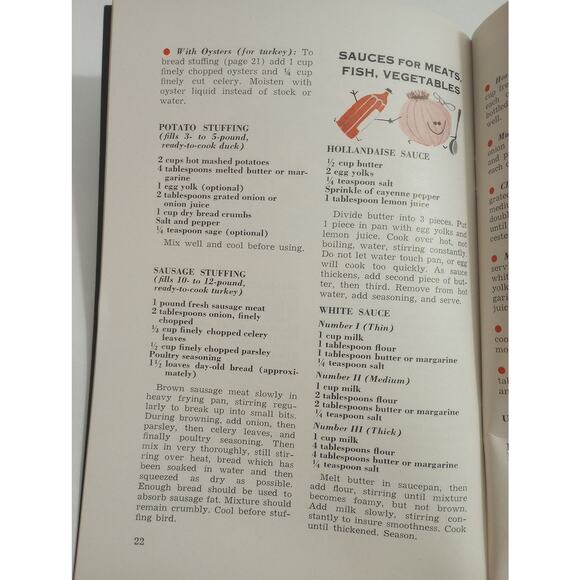 • With Oysters (for turkey): To
bread stuffing (page 21) add 1 cup
finely chopped oysters and ¼ cup
finely cut celery. Moisten with
oyster liquid instead of stock or
water.
POTATO STUFFING
(fills 3- to 5-pound,
ready-to-cook duck)
2 cups hot mashed potatoes
4 tablespoons melted butter or mar-
garine
1 egg yolk (optional)
2 tablespoons grated onion or
onion juice
1 cup dry bread crumbs
Salt and pepper
¼ teaspoon sage (optional)
Mix well and cool before using.
SAUSAGE STUFFING
(fills 10- to 12-pound,
ready-to-cook turkey)
1 pound fresh sausage meat
2 tablespoons onion, finely
chopped
⅓ cup finely chopped celery
leaves
½ cup finely chopped parsley
Poultry seasoning
1½ loaves day-old bread (approxi-
mately)
Brown sausage meat slowly in
heavy frying pan, stirring regu-
larly to break up into small bits.
During browning, add onion, then
parsley, then celery leaves, and
finally poultry seasoning. Then
mix in very thoroughly, still stir-
ring over heat, bread which has
been soaked in water and then
squeezed as dry as possible.
Enough bread should be used to
absorb sausage fat. Mixture should
remain crumbly. Cool before stuf-
fing bird.
22
SAUCES FOR MEATS,
FISH, VEGETABLES
HOLLANDAISE SAUCE
½ cup butter
2 egg yolks
¼ teaspoon salt
Sprinkle of cayenne pepper
1 tablespoon lemon juice
Divide butter into 3 pieces. Put
1 piece in pan with egg yolks and
lemon juice. Cook over hot, not
boiling, water, stirring constantly.
Do not let water touch pan, or egg
will cook too quickly. As sauce
thickens, add second piece of but-
ter, then third. Remove from hot
water, add seasoning, and serve.
WHITE SAUCE
Number I (Thin)
1 cup milk
1 tablespoon flour
1 tablespoon butter or margarine
¼ teaspoon salt
Number II (Medium)
1 cup milk
2 tablespoons flour
2 tablespoons butter or margarine
¼ teaspoon salt
Number III (Thick)
1 cup milk
4 tablespoons flour
4 tablespoons butter or margarine
¼ teaspoon salt
Melt butter in saucepan, then
add flour, stirring until mixture
becomes foamy, but not brown.
Add milk slowly, stirring con-
stantly to insure smoothness. Cook
until thickened. Season.
cup
each
well.
onion
and p
each
grated
servi